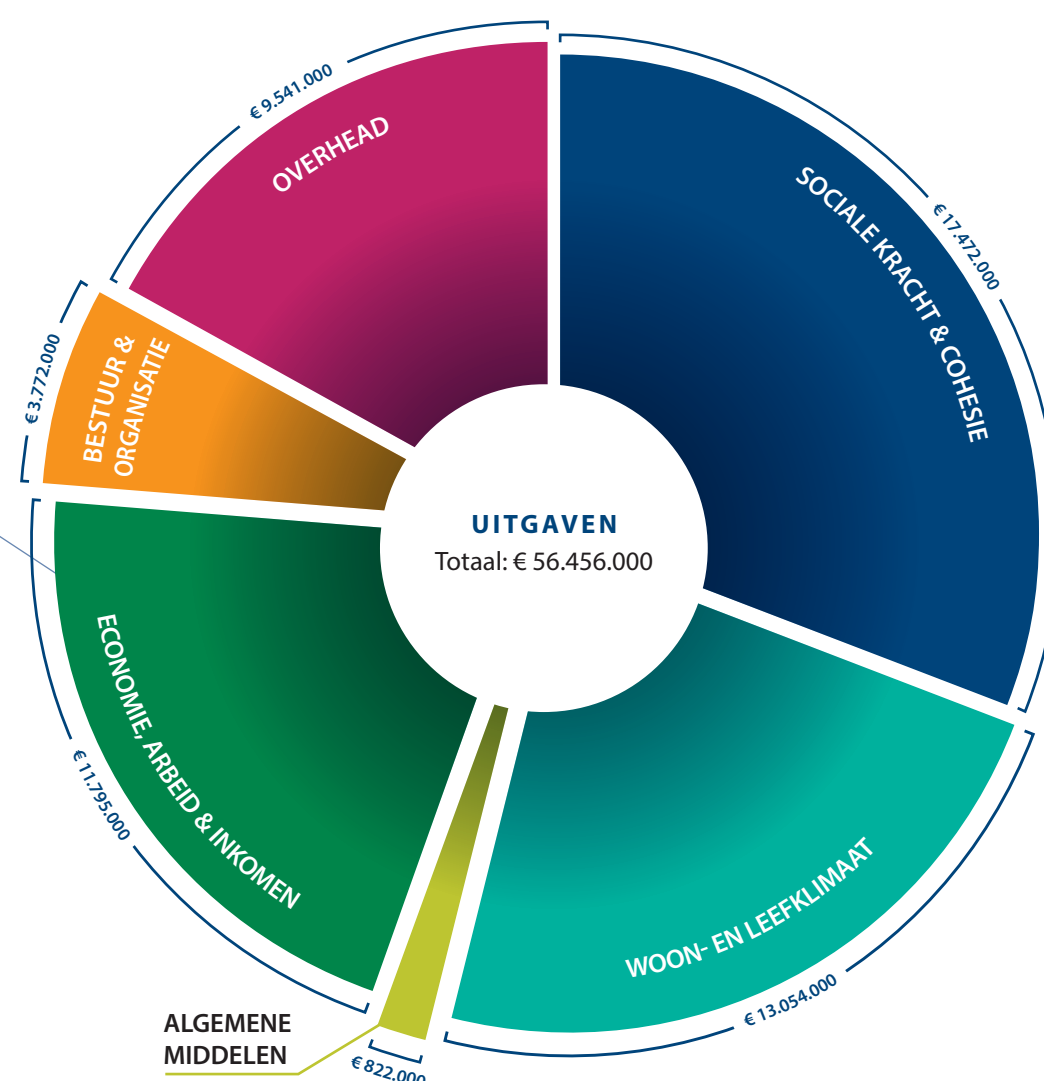 € 9.541.000
OVERHEAD
SOCIALE KRACHT & COHESIE
€ 17.472.000
€ 3.772.000
BESTUUR &
ORGANISATIE
UITGAVEN
Totaal: € 56.456.000
ECONOMIE, ARBEID & INKOMEN
€ 11.795.000
WOON- EN LEEFKLIMAAT
€ 13.054.000
ALGEMENE
MIDDELEN
€ 822.000